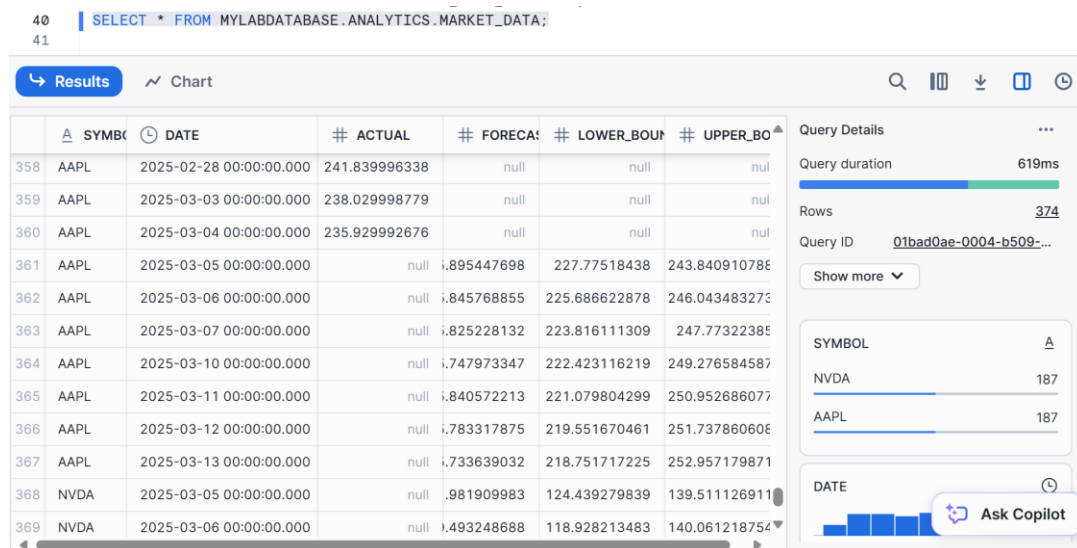 40 SELECT * FROM MYLABDATABASE.ANALYTICS.MARKET_DATA;
41
Results Chart
A SYMBO DATE # ACTUAL # FORECAS # LOWER_BOUN # UPPER_BO
358 AAPL 2025-02-28 00:00:00.000 241.839996338 null null nul
359 AAPL 2025-03-03 00:00:00.000 238.029998779 null null nul
360 AAPL 2025-03-04 00:00:00.000 235.929992676 null null nul
361 AAPL 2025-03-05 00:00:00.000 null .895447698 227.77518438 243.840910788
362 AAPL 2025-03-06 00:00:00.000 null .845768855 225.686622878 246.043483273
363 AAPL 2025-03-07 00:00:00.000 null .825228132 223.816111309 247.77322385
364 AAPL 2025-03-10 00:00:00.000 null .747973347 222.423116219 249.276584587
365 AAPL 2025-03-11 00:00:00.000 null .840572213 221.079804299 250.952686077
366 AAPL 2025-03-12 00:00:00.000 null .783317875 219.551670461 251.737860608
367 AAPL 2025-03-13 00:00:00.000 null .733639032 218.751717225 252.957179871
368 NVDA 2025-03-05 00:00:00.000 null .981909983 124.439279839 139.511126911
369 NVDA 2025-03-06 00:00:00.000 null .493248688 118.928213483 140.061218754
Query Details ...
Query duration 619ms
Rows 374
Query ID 01bad0ae-0004-b509-...
Show more
SYMBOL A
NVDA 187
AAPL 187
DATE
Ask Copilot